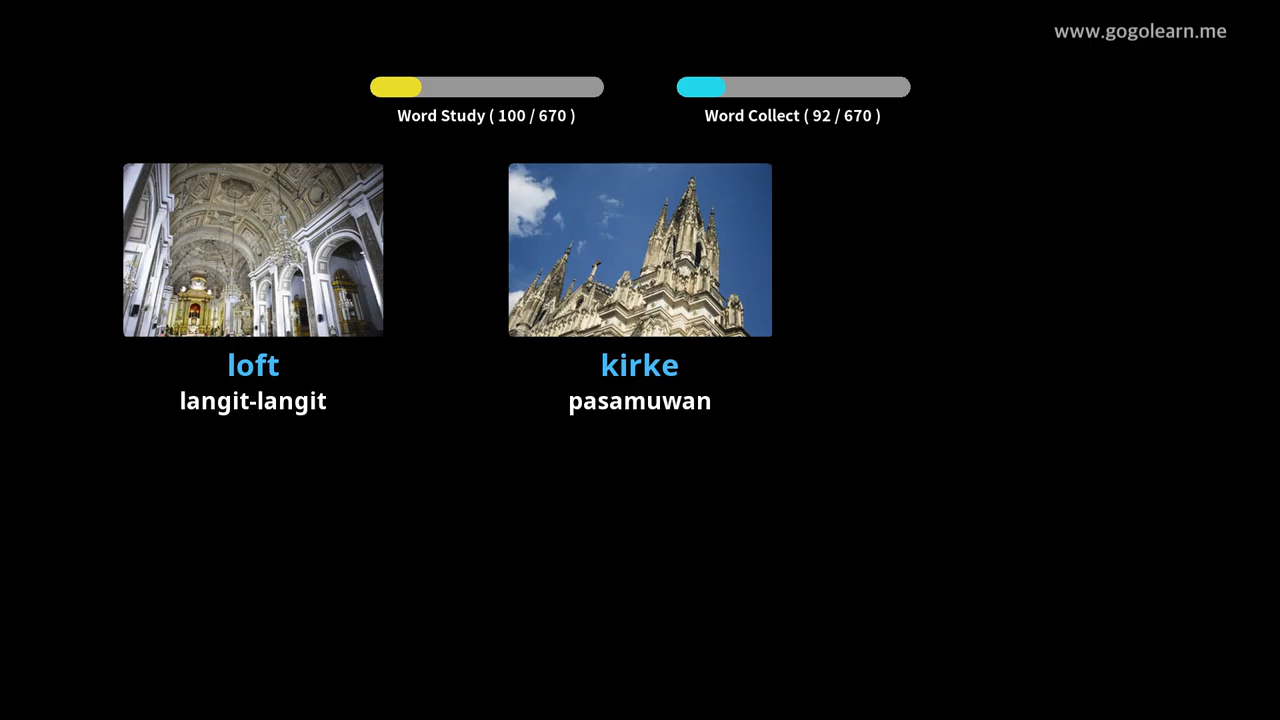 www.gogolearn.me
Word Study ( 100 / 670 )
Word Collect ( 92 / 670 )
loft
langit-langit
kirke
pasamuwan